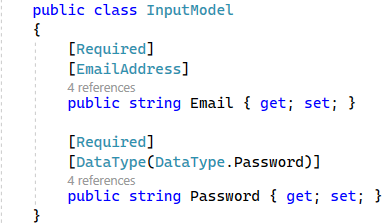 public class InputModel
{
[Required]
[EmailAddress]
4 references
public string Email { get; set; }
[Required]
[DataType(DataType.Password)]
4 references
public string Password { get; set; }
}